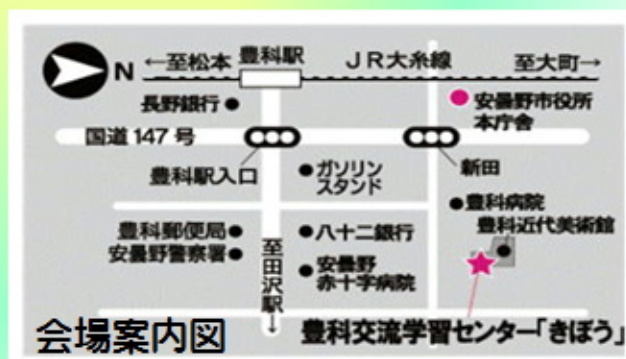 N
←至松本
豊科駅
JR大糸線
至大町→
長野銀行
安曇野市役所
本庁舎
国道147号
豊科駅入口
ガソリン
スタンド
新田
豊科病院
豊科近代美術館
豊科郵便局
安曇野警察署
至田沢駅↓
八十二銀行
安曇野
赤十字病院
会場案内図
豊科交流学習センター「きぼう」